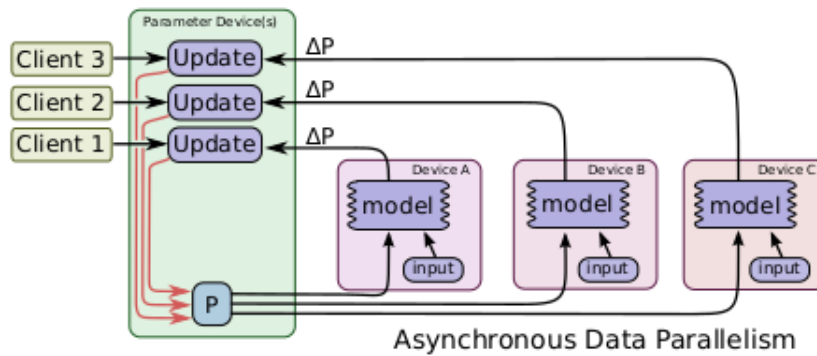 Parameter Device(s)
Client 3
Update
ΔP
Client 2
Update
ΔP
Client 1
Update
ΔP
Device A
Device B
Device C
model
model
model
input
input
input
P
Asynchronous Data Parallelism